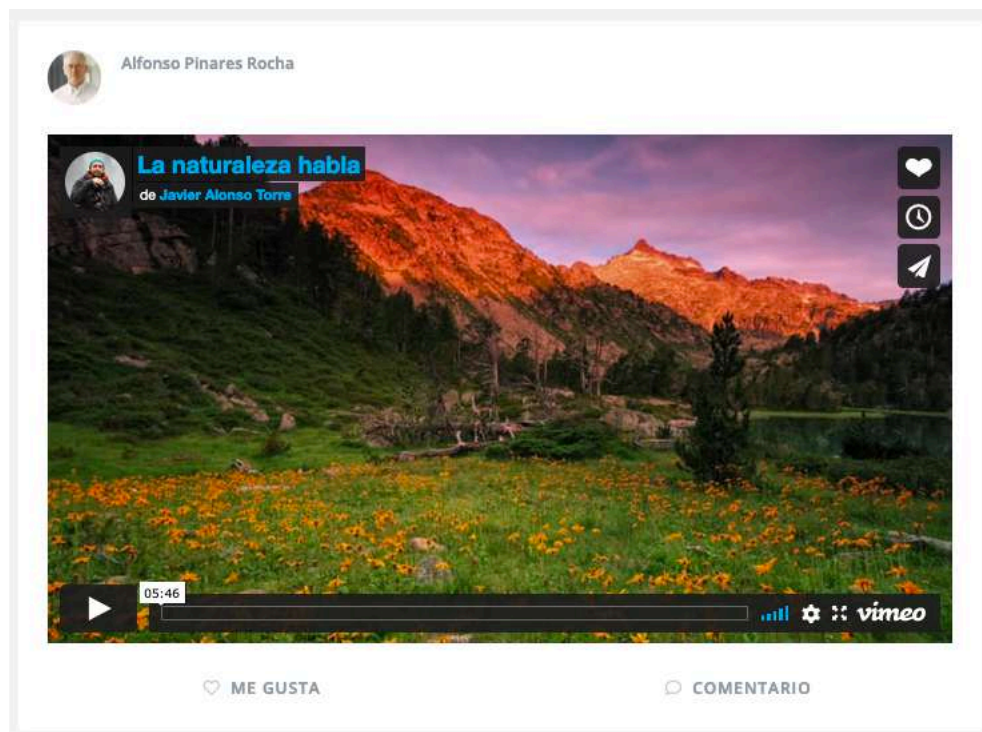 Alfonso Pinares Rocha
La naturaleza habla
de Javier Alonso Torre
05:46
vimeo
ME GUSTA
COMENTARIO